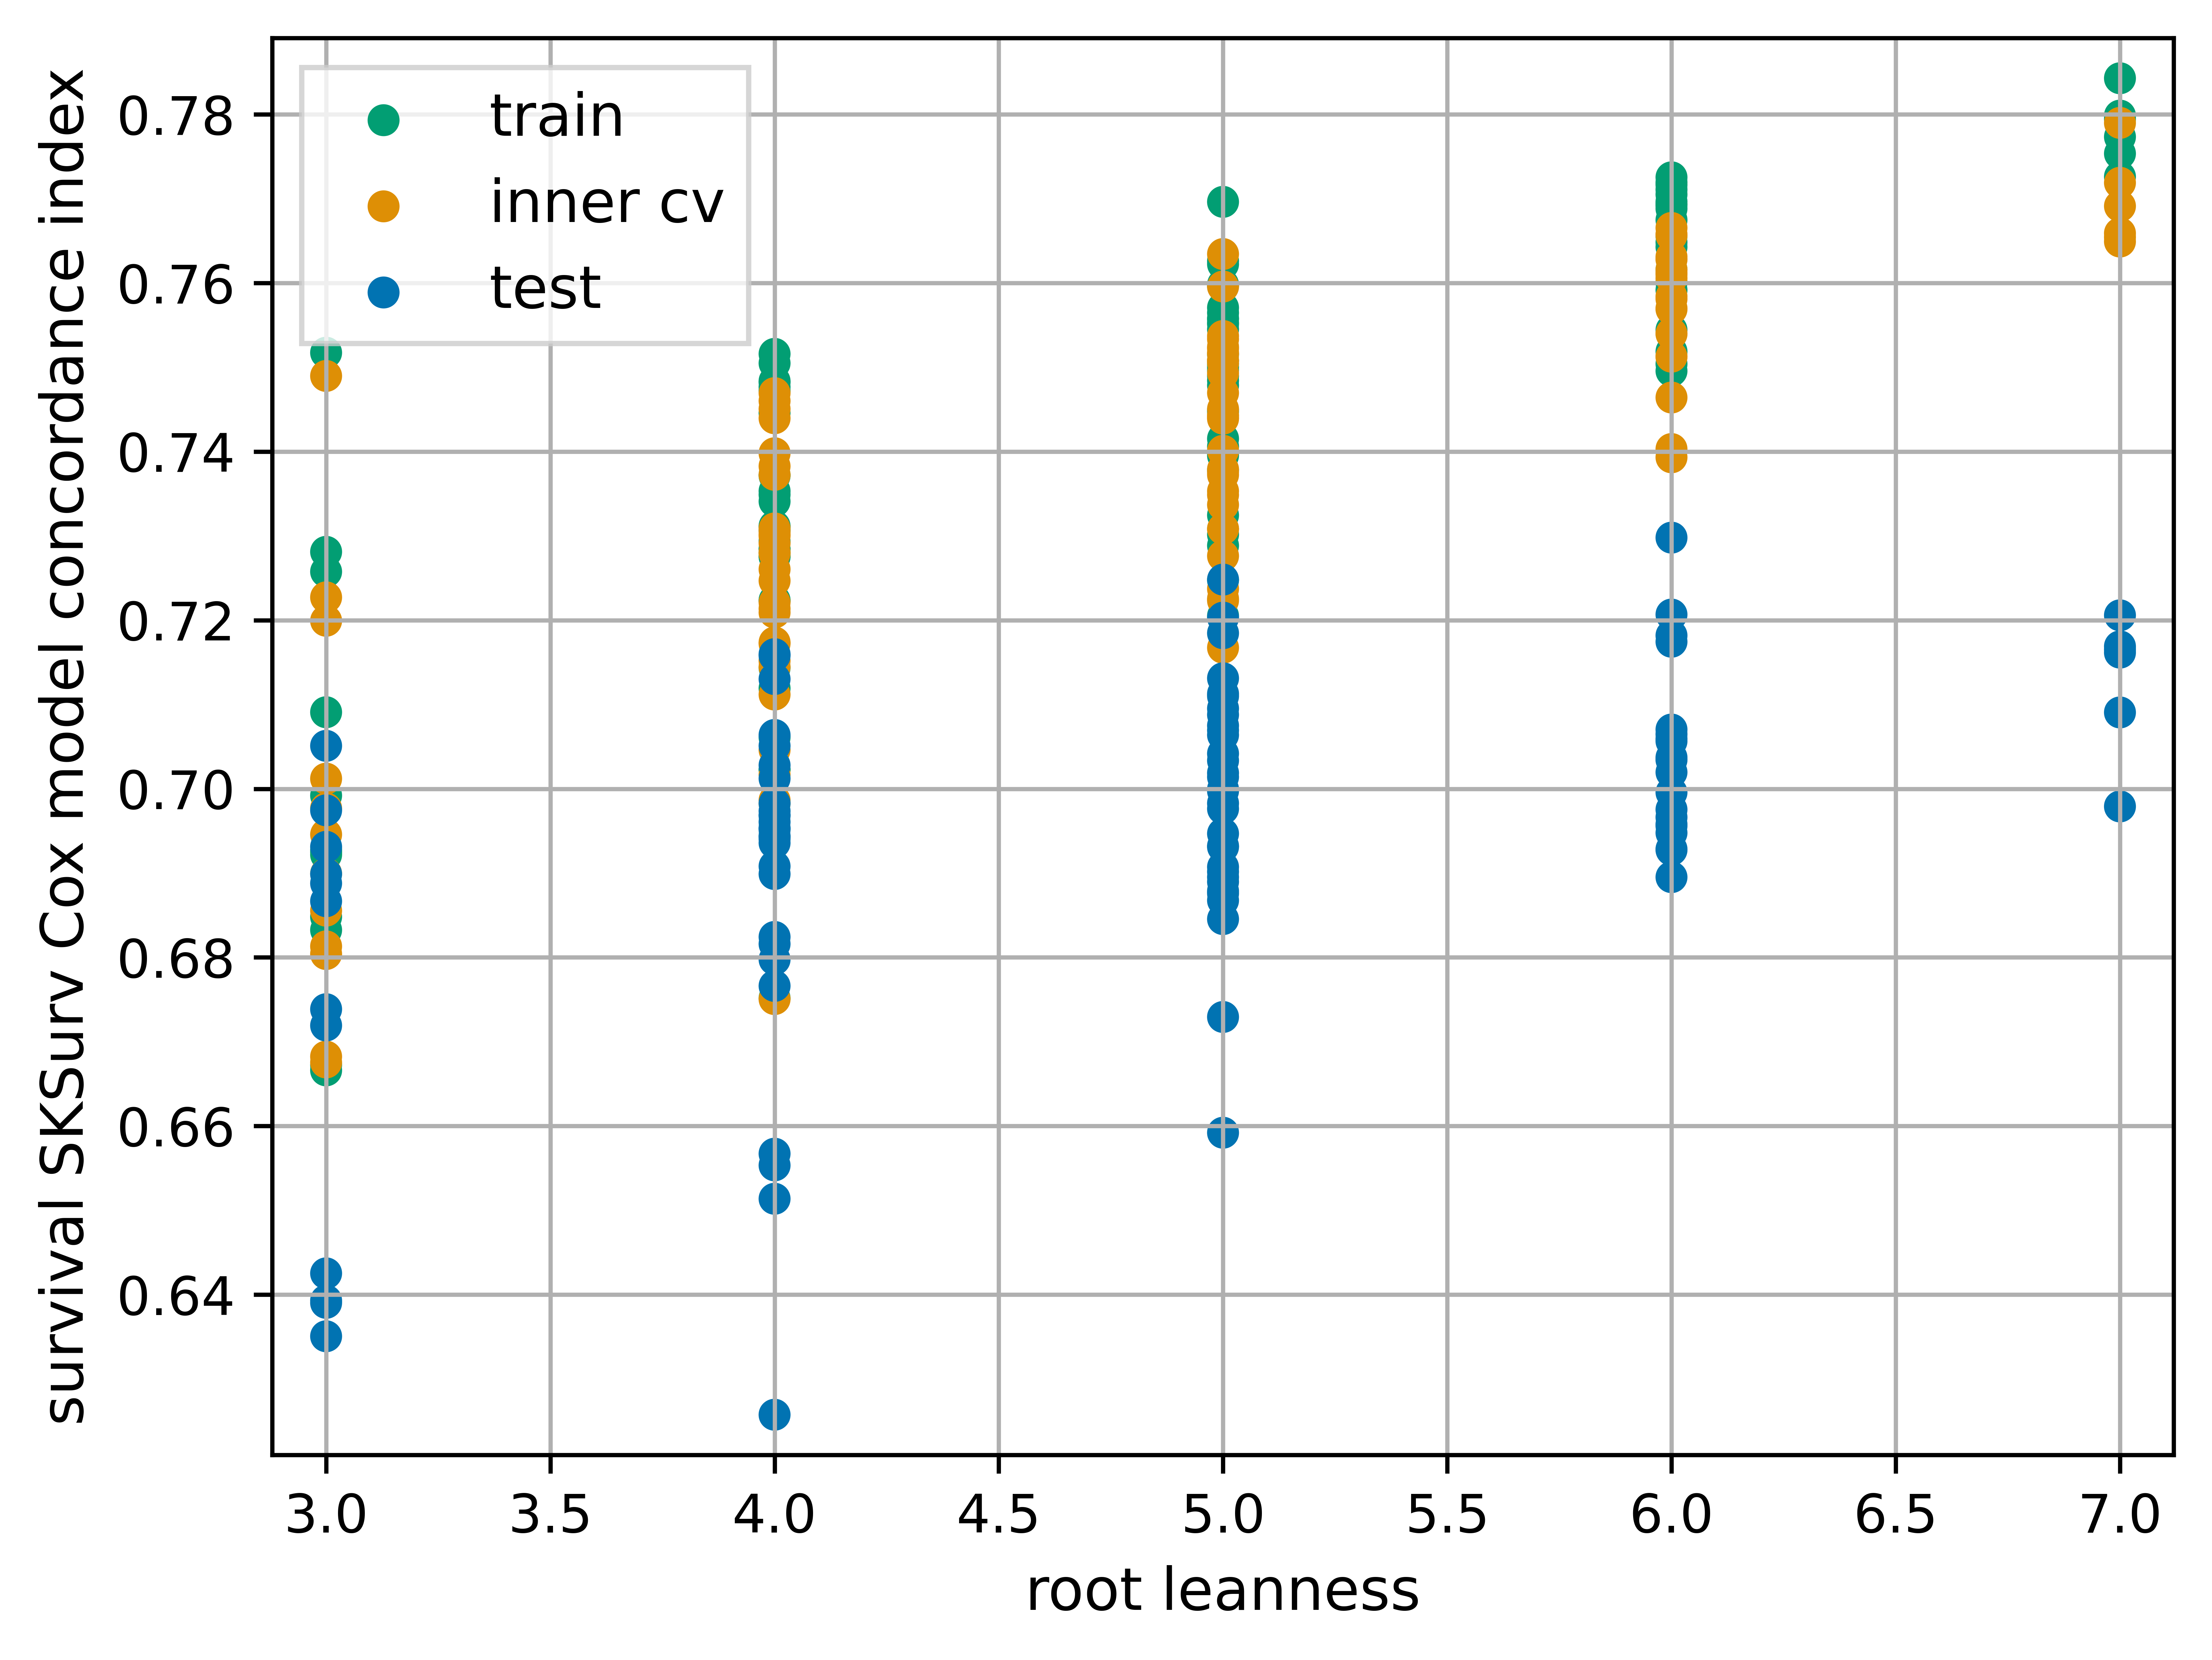 train
inner cv
test
survival SKSurv Cox model concordance index
0.78
0.76
0.74
0.72
0.70
0.68
0.66
0.64
3.0 3.5 4.0 4.5 5.0 5.5 6.0 6.5 7.0
root leanness